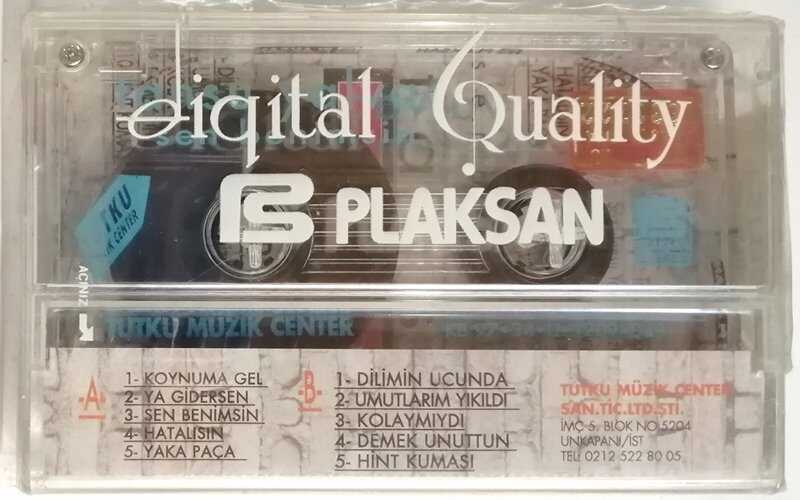 digital Quality
PLAKSAN
TKU
CENTER
AÇINIZ
TUTKU MÜZİK CENTER
-A-
1- KOYNUMA GEL
2- YA GİDERSEN
3- SEN BENİMSİN
4- HATALISIN
5- YAKA PAÇA
-B-
1- DİLİMİN UCUNDA
2- UMUTLARIM YIKILDI
3- KOLAYMIYDI
4- DEMEK UNUTTUN
5- HİNT KUMAŞI
TUTKU MÜZİK CENTER
SAN.TİC.LTD.ŞTİ.
İMÇ 5. BLOK NO 5204
UNKAPANI/İST
TEL: 0212 522 80 05